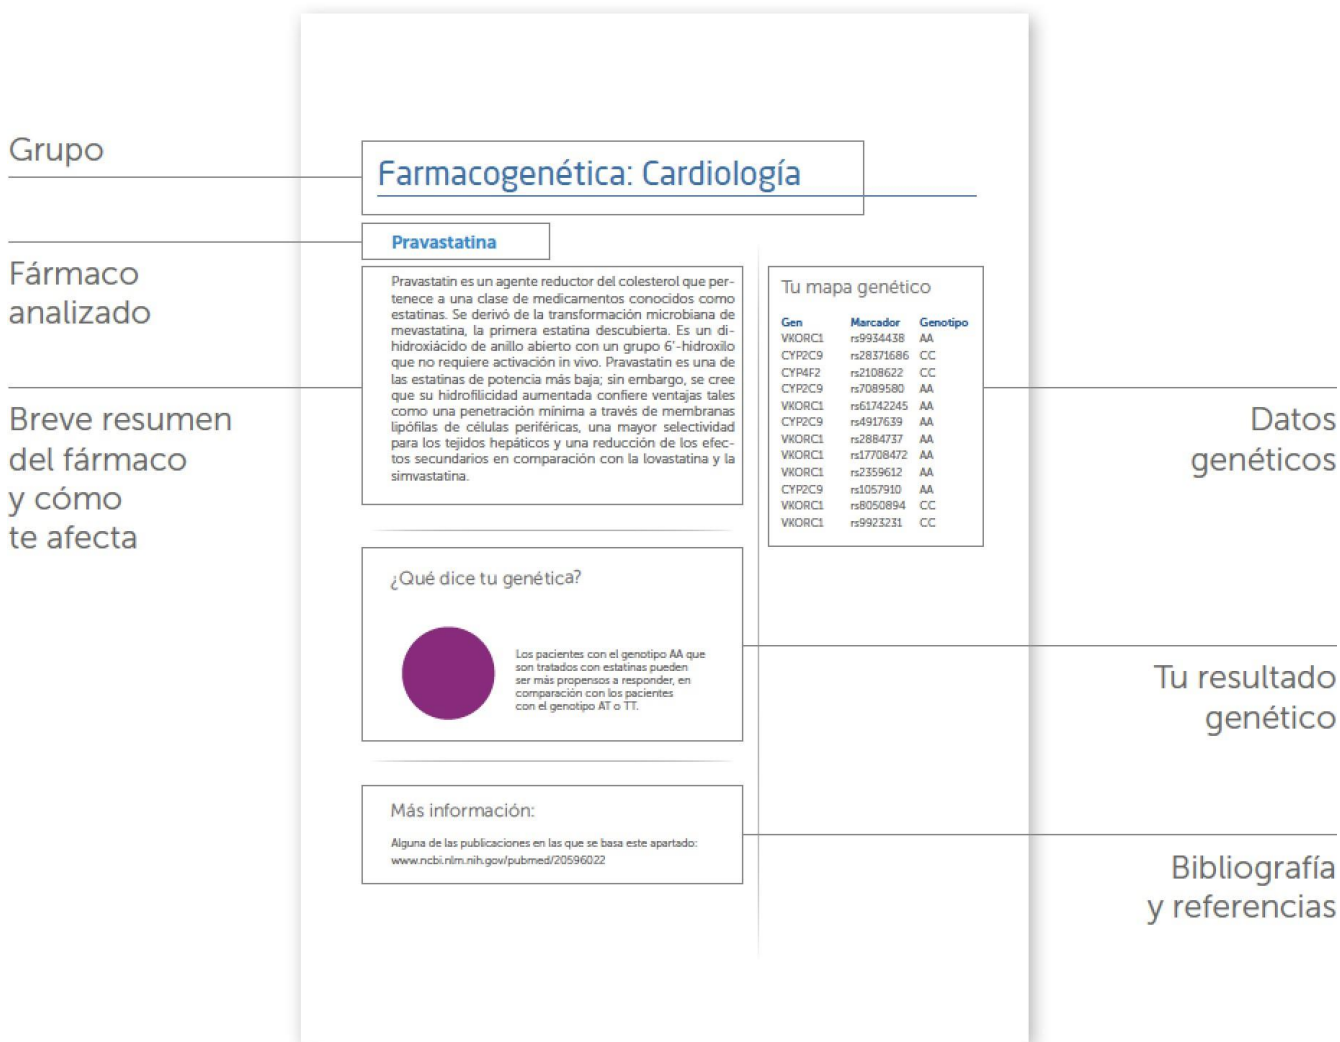 Grupo
Fármaco
analizado
Breve resumen
del fármaco
y cómo
te afecta
Farmacogenética: Cardiología
Pravastatina
Pravastatin es un agente reductor del colesterol que per-
tenece a una clase de medicamentos conocidos como
estatinas. Se derivó de la transformación microbiana de
mevastatina, la primera estatina descubierta. Es un di-
hidroxiácido de anillo abierto con un grupo 6'-hidroxilo
que no requiere activación in vivo. Pravastatin es una de
las estatinas de potencia más baja; sin embargo, se cree
que su hidrofilicidad aumentada confiere ventajas tales
como una penetración mínima a través de membranas
lipófilas de células periféricas, una mayor selectividad
para los tejidos hepáticos y una reducción de los efec-
tos secundarios en comparación con la lovastatina y la
simvastatina.
¿Qué dice tu genética?
Los pacientes con el genotipo AA que
son tratados con estatinas pueden
ser más propensos a responder, en
comparación con los pacientes
con el genotipo AT o TT.
Más información:
Alguna de las publicaciones en las que se basa este apartado:
www.ncbi.nlm.nih.gov/pubmed/20596022
Tu mapa genético
Gen Marcador Genotipo
VKORC1 rs9934438 AA
CYP2C9 rs28371686 CC
CYP4F2 rs2108622 CC
CYP2C9 rs7089580 AA
VKORC1 rs61742245 AA
CYP2C9 rs4917639 AA
VKORC1 rs2884737 AA
VKORC1 rs17708472 AA
VKORC1 rs2359612 AA
CYP2C9 rs1057910 AA
VKORC1 rs8050894 CC
VKORC1 rs9923231 CC
Datos
genéticos
Tu resultado
genético
Bibliografía
y referencias